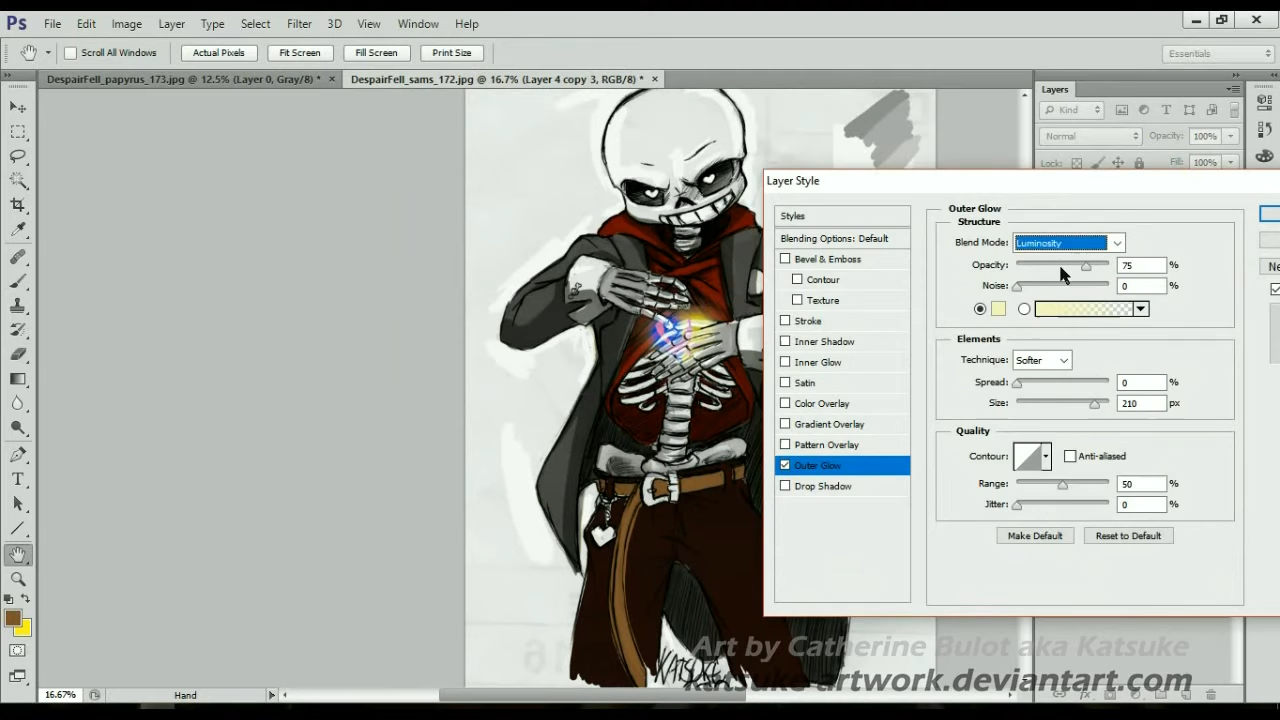 Ps File Edit Image Layer Type Select Filter 3D View Window Help
Scroll All Windows Actual Pixels Fit Screen Fill Screen Print Size Essentials
DespairFell_papyrus_173.jpg @ 12.5% (Layer 0, Gray/8) * × DespairFell_sams_172.jpg @ 16.7% (Layer 4 copy 3, RGB/8) * ×
Layers
Kind
Normal Opacity: 100%
Lock: Fill: 100%
Layer Style
Styles
Blending Options: Default
Bevel & Emboss
Contour
Texture
Stroke
Inner Shadow
Inner Glow
Satin
Color Overlay
Gradient Overlay
Pattern Overlay
Outer Glow
Drop Shadow
Outer Glow
Structure
Blend Mode: Luminosity
Opacity: 75 %
Noise: 0 %
Elements
Technique: Softer
Spread: 0 %
Size: 210 px
Quality
Contour: Anti-aliased
Range: 50 %
Jitter: 0 %
Make Default Reset to Default
Ne
KATSUKE
Art by Catherine Bulot aka Katsuke
katsuke-artwork.deviantart.com
16.67% Hand